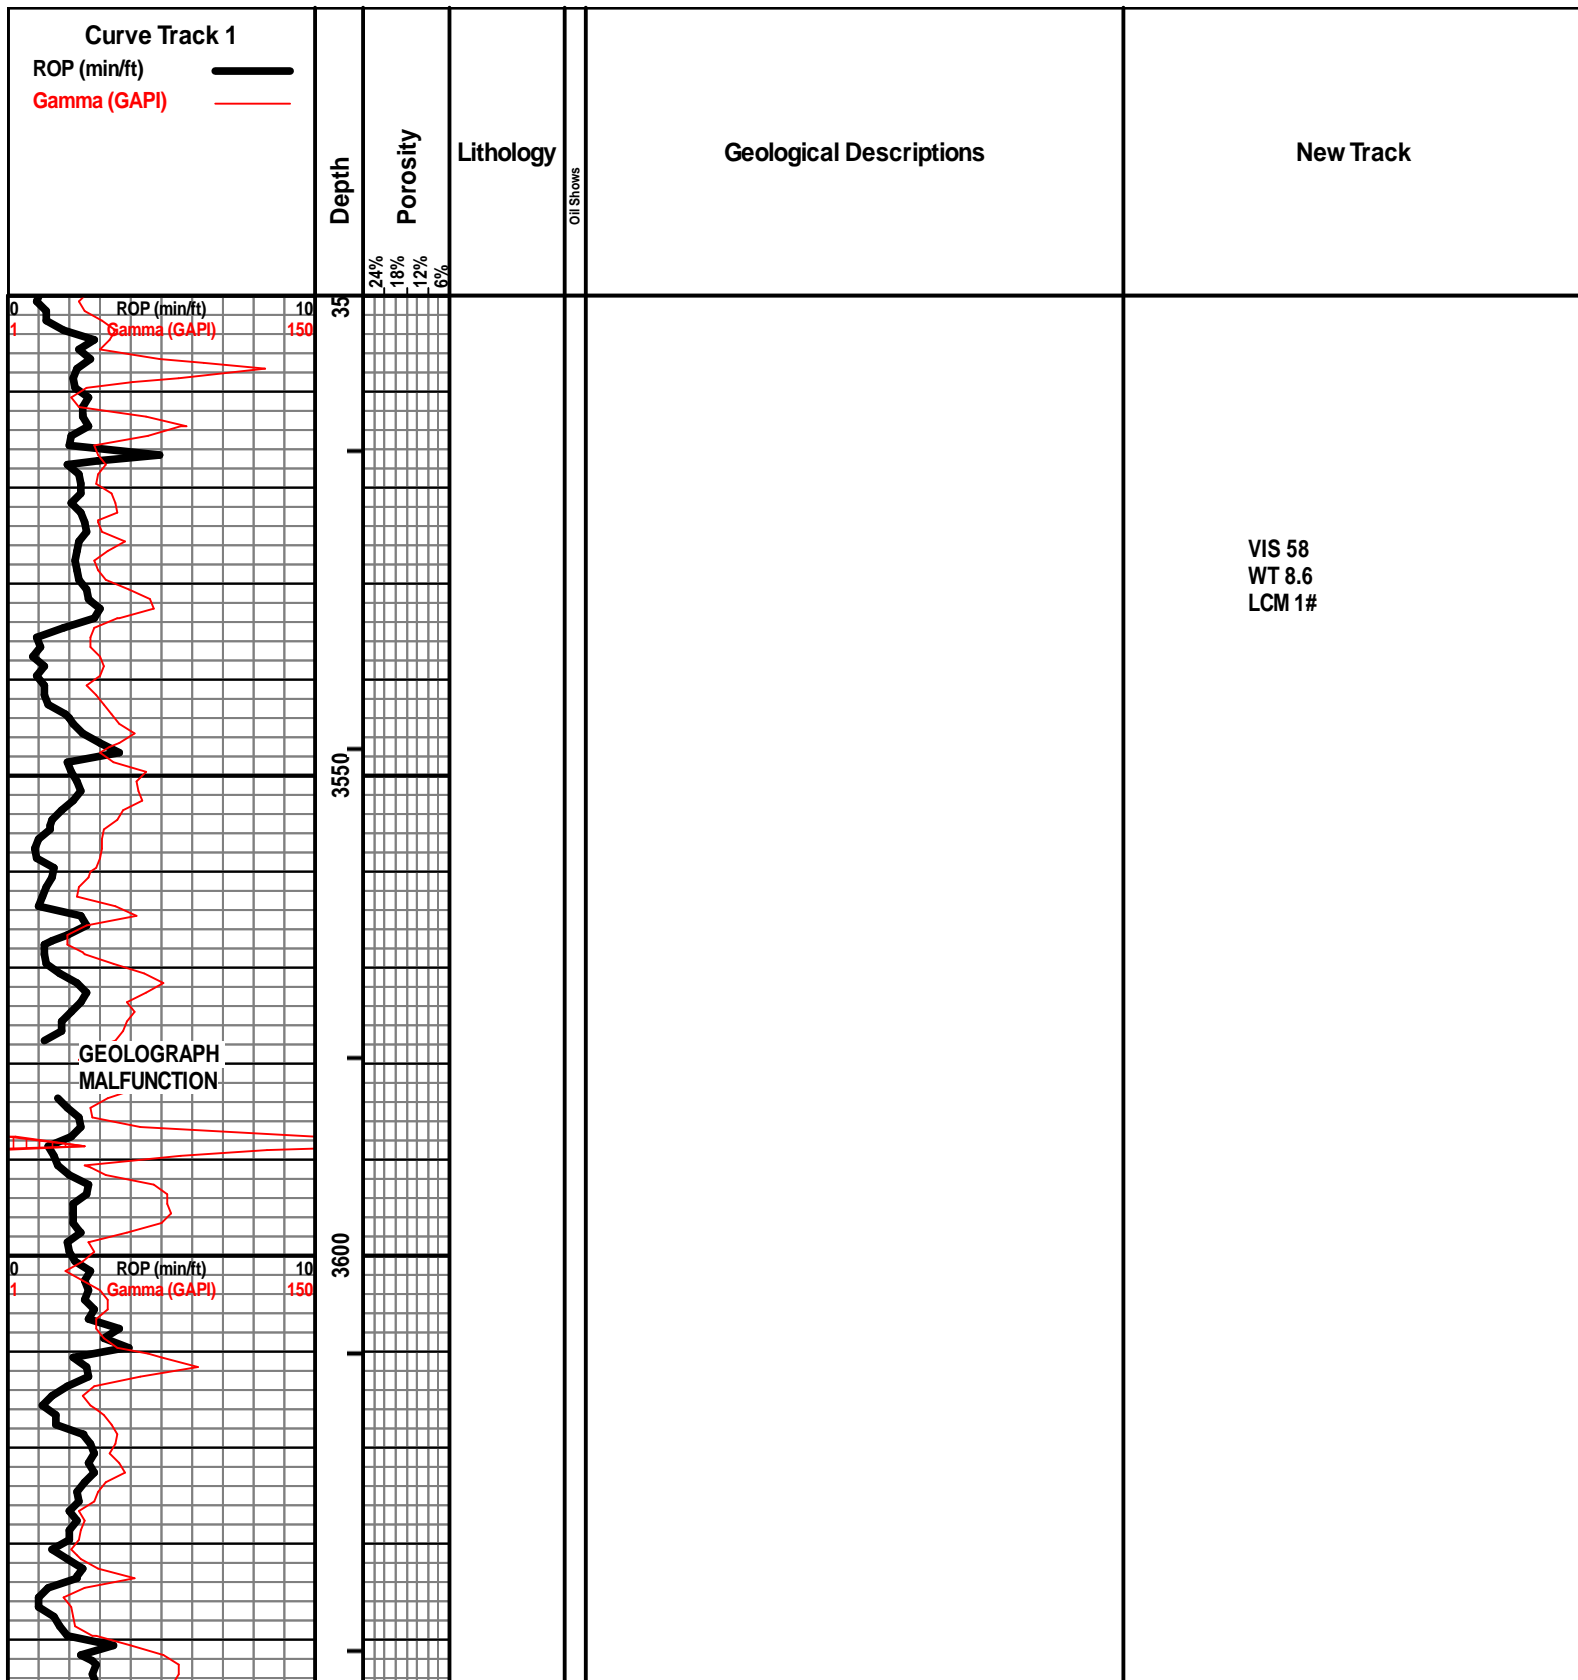 Curve Track 1
ROP (min/ft)
Gamma (GAPI)
Depth
Porosity
24%
18%
12%
6%
Lithology
Oil Shows
Geological Descriptions
New Track
0 ROP (min/ft) 10
1 Gamma (GAPI) 150
35
VIS 58
WT 8.6
LCM 1#
3550
GEOLOGRAPH
MALFUNCTION
3600
0 ROP (min/ft) 10
1 Gamma (GAPI) 150